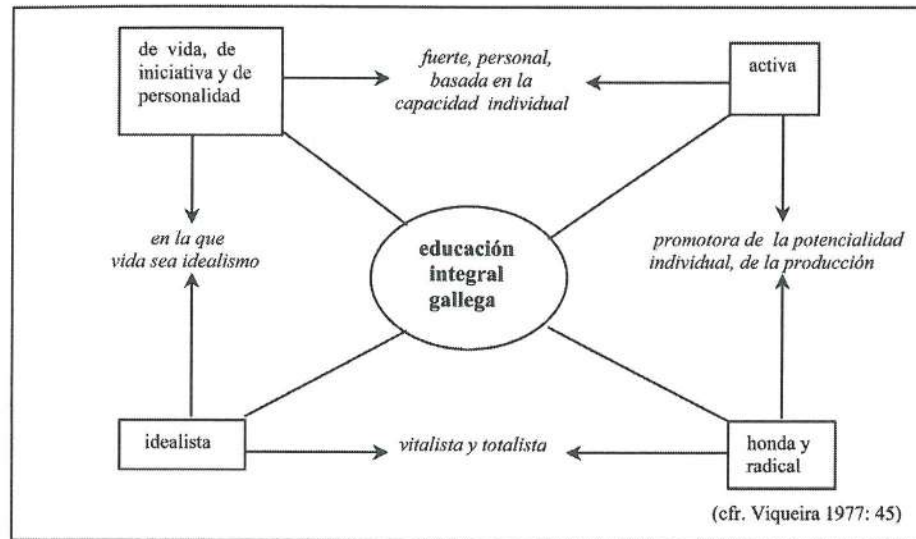 de vida, de
iniciativa y de
personalidad
fuerte, personal,
basada en la
capacidad individual
activa
en la que
vida sea idealismo
educación
integral
gallega
promotora de la potencialidad
individual, de la producción
idealista
vitalista y totalista
honda y
radical
(cfr. Viqueira 1977: 45)